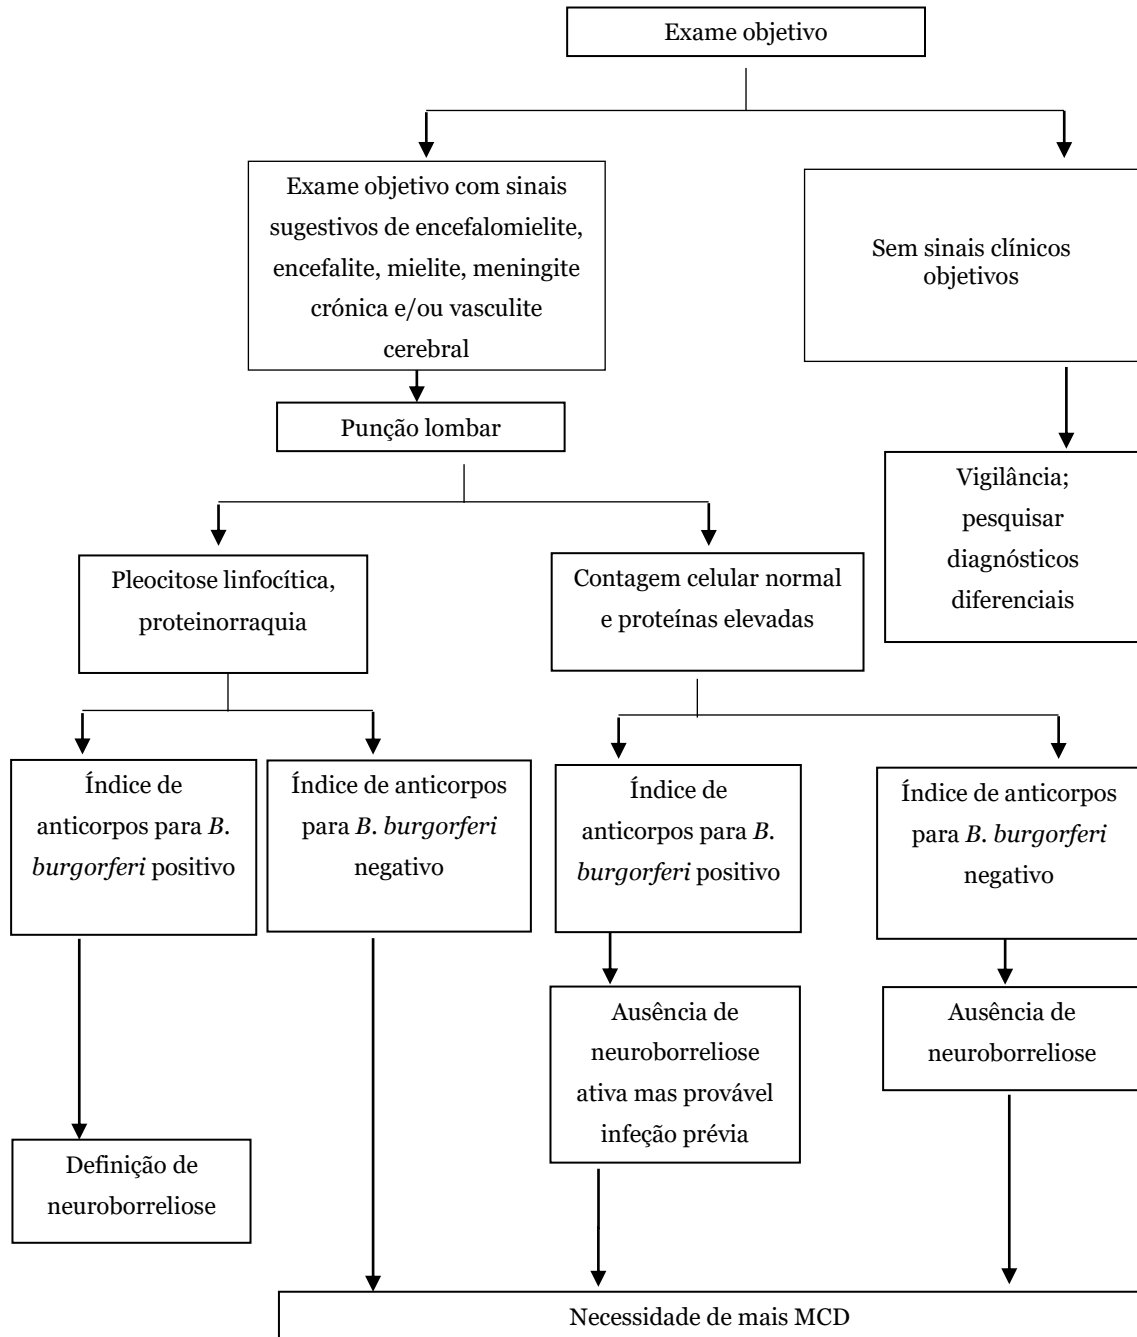 Exame objetivo
Exame objetivo com sinais
sugestivos de encefalomielite,
encefalite, mielite, meningite
crónica e/ou vasculite
cerebral
Sem sinais clínicos
objetivos
Punção lombar
Vigilância;
pesquisar
diagnósticos
diferenciais
Pleocitose linfocítica,
proteinorraquia
Contagem celular normal
e proteínas elevadas
Índice de
anticorpos para B.
burgorferi positivo
Índice de anticorpos
para B. burgorferi
negativo
Índice de
anticorpos para B.
burgorferi positivo
Índice de anticorpos
para B. burgorferi
negativo
Ausência de
neuroborreliose
ativa mas provável
infeção prévia
Ausência de
neuroborreliose
Definição de
neuroborreliose
Necessidade de mais MCD